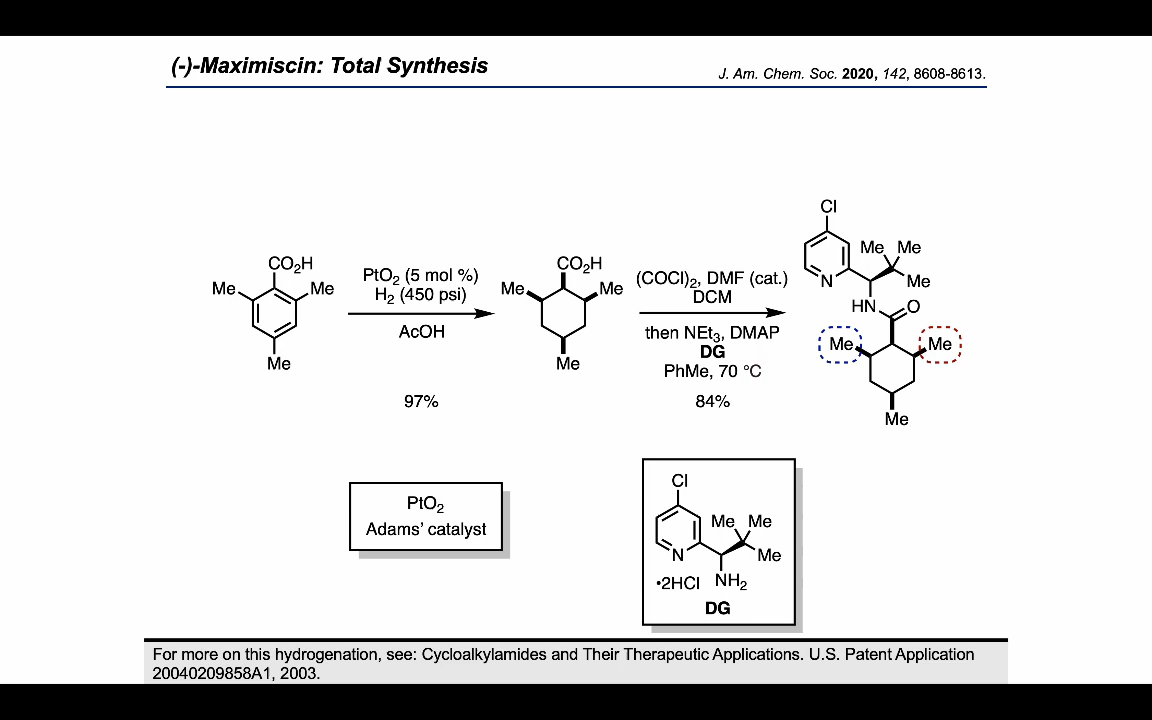 (-)-Maximiscin: Total Synthesis
J. Am. Chem. Soc. 2020, 142, 8608-8613.
CO₂H
Me
Me
Me
PtO₂ (5 mol %)
H₂ (450 psi)
AcOH
97%
CO₂H
Me
Me
Me
(COCl)₂, DMF (cat.)
DCM
then NEt₃, DMAP
DG
PhMe, 70 °C
84%
Cl
Me Me
N
Me
HN
O
Me
Me
Me
PtO₂
Adams' catalyst
Cl
Me Me
N
Me
•2HCl NH₂
DG
For more on this hydrogenation, see: Cycloalkylamides and Their Therapeutic Applications. U.S. Patent Application
20040209858A1, 2003.